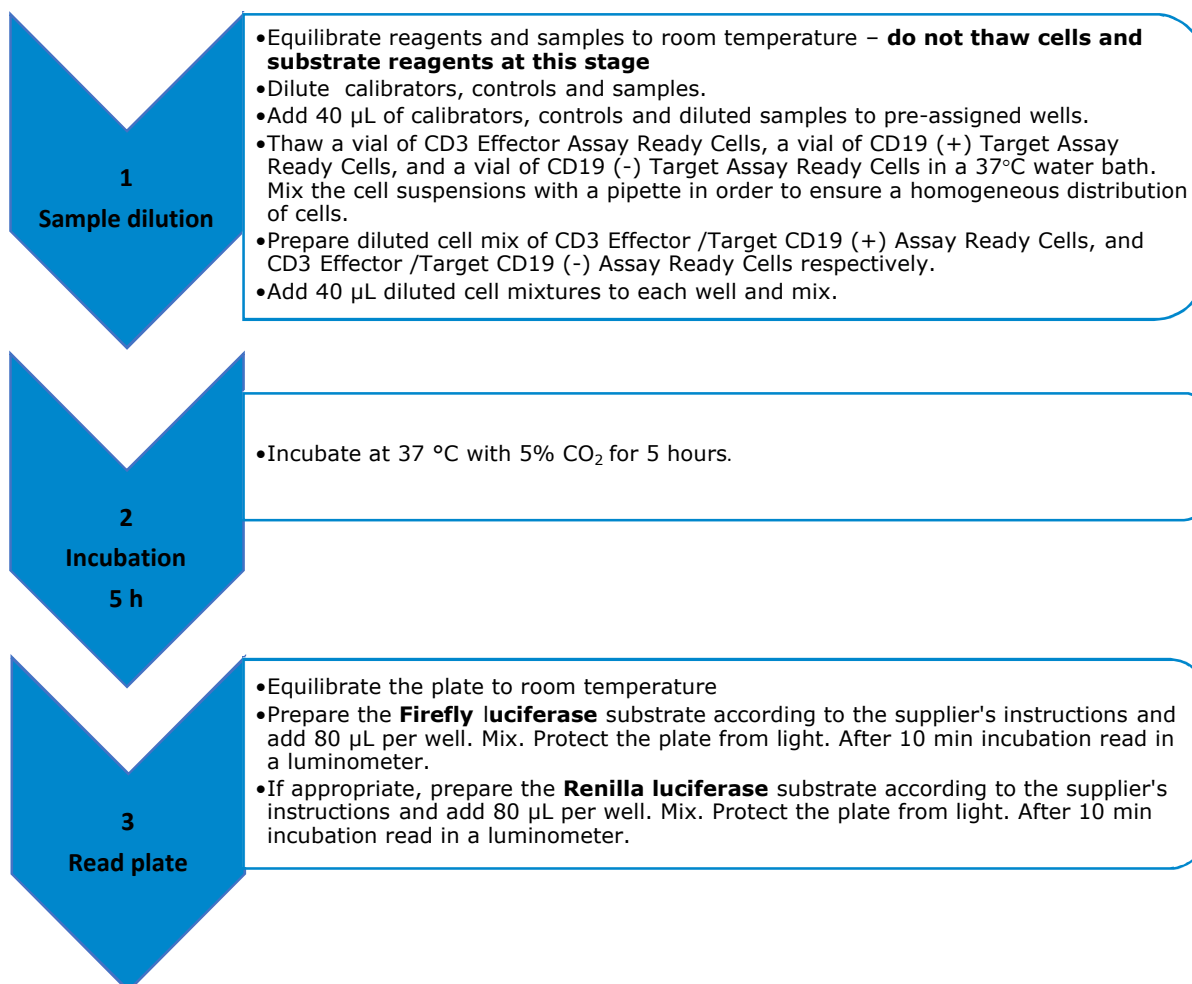 1
Sample dilution
•Equilibrate reagents and samples to room temperature – do not thaw cells and
substrate reagents at this stage
•Dilute  calibrators, controls and samples.
•Add 40 µL of calibrators, controls and diluted samples to pre-assigned wells.
•Thaw a vial of CD3 Effector Assay Ready Cells, a vial of CD19 (+) Target Assay
Ready Cells, and a vial of CD19 (-) Target Assay Ready Cells in a 37°C water bath.
Mix the cell suspensions with a pipette in order to ensure a homogeneous distribution
of cells.
•Prepare diluted cell mix of CD3 Effector /Target CD19 (+) Assay Ready Cells, and
CD3 Effector /Target CD19 (-) Assay Ready Cells respectively.
•Add 40 µL diluted cell mixtures to each well and mix.
2
Incubation
5 h
•Incubate at 37 °C with 5% CO₂ for 5 hours.
3
Read plate
•Equilibrate the plate to room temperature
•Prepare the Firefly luciferase substrate according to the supplier's instructions and
add 80 µL per well. Mix. Protect the plate from light. After 10 min incubation read in
a luminometer.
•If appropriate, prepare the Renilla luciferase substrate according to the supplier's
instructions and add 80 µL per well. Mix. Protect the plate from light. After 10 min
incubation read in a luminometer.